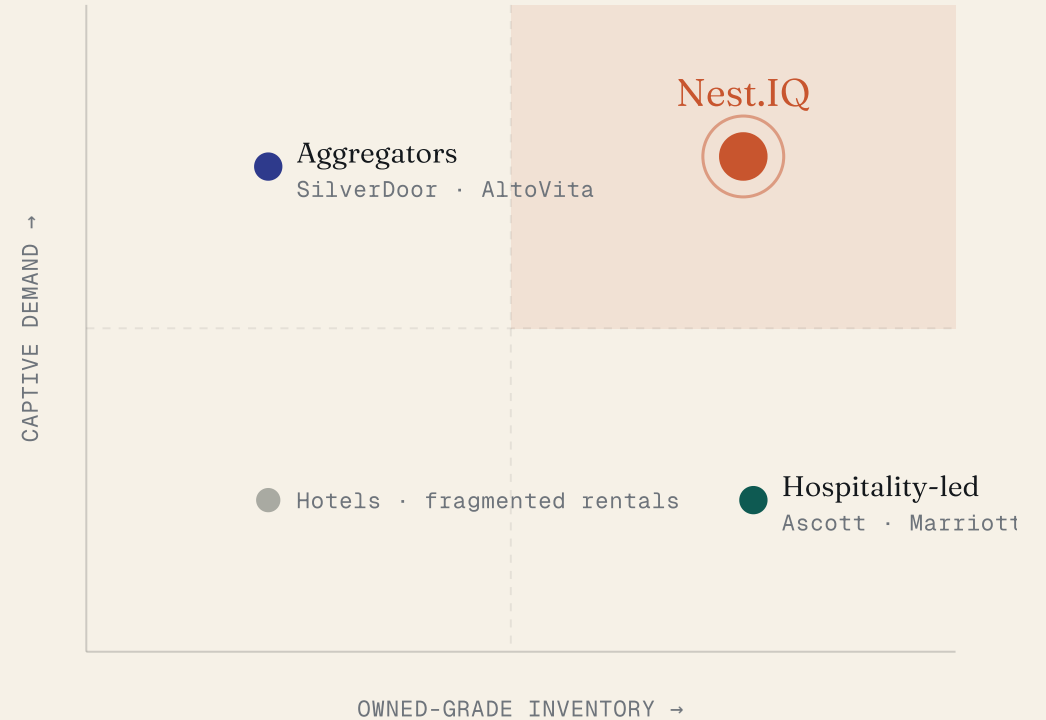 Nest.IQ
Aggregators
SilverDoor · AltoVita
CAPTIVE DEMAND →
Hotels · fragmented rentals
Hospitality-led
Ascott · Marriott
OWNED-GRADE INVENTORY →